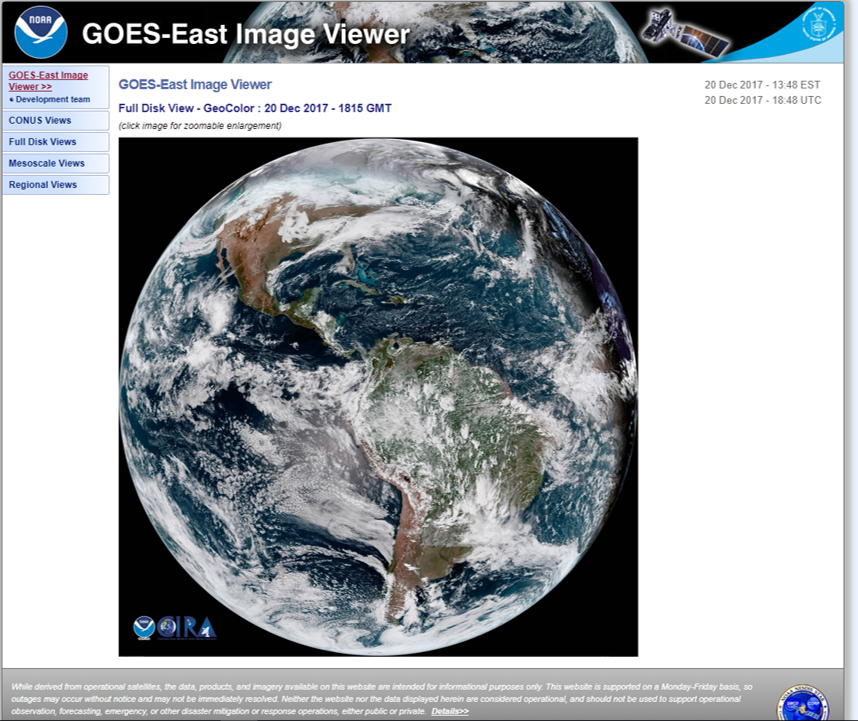 NOAA
GOES-East Image Viewer
GOES-East Image
Viewer >>
Development team
CONUS Views
Full Disk Views
Mesoscale Views
Regional Views
GOES-East Image Viewer
Full Disk View - GeoColor : 20 Dec 2017 - 1815 GMT
(click image for zoomable enlargement)
20 Dec 2017 - 13:48 EST
20 Dec 2017 - 18:48 UTC
CIRA
While derived from operational satellites, the data, products, and imagery available on this website are intended for informational purposes only. This website is supported on a Monday-Friday basis, so
outages may occur without notice and may not be immediately resolved. Neither the website nor the data displayed herein are considered operational, and should not be used to support operational
observation, forecasting, emergency, or other disaster mitigation or response operations, either public or private. Details>>